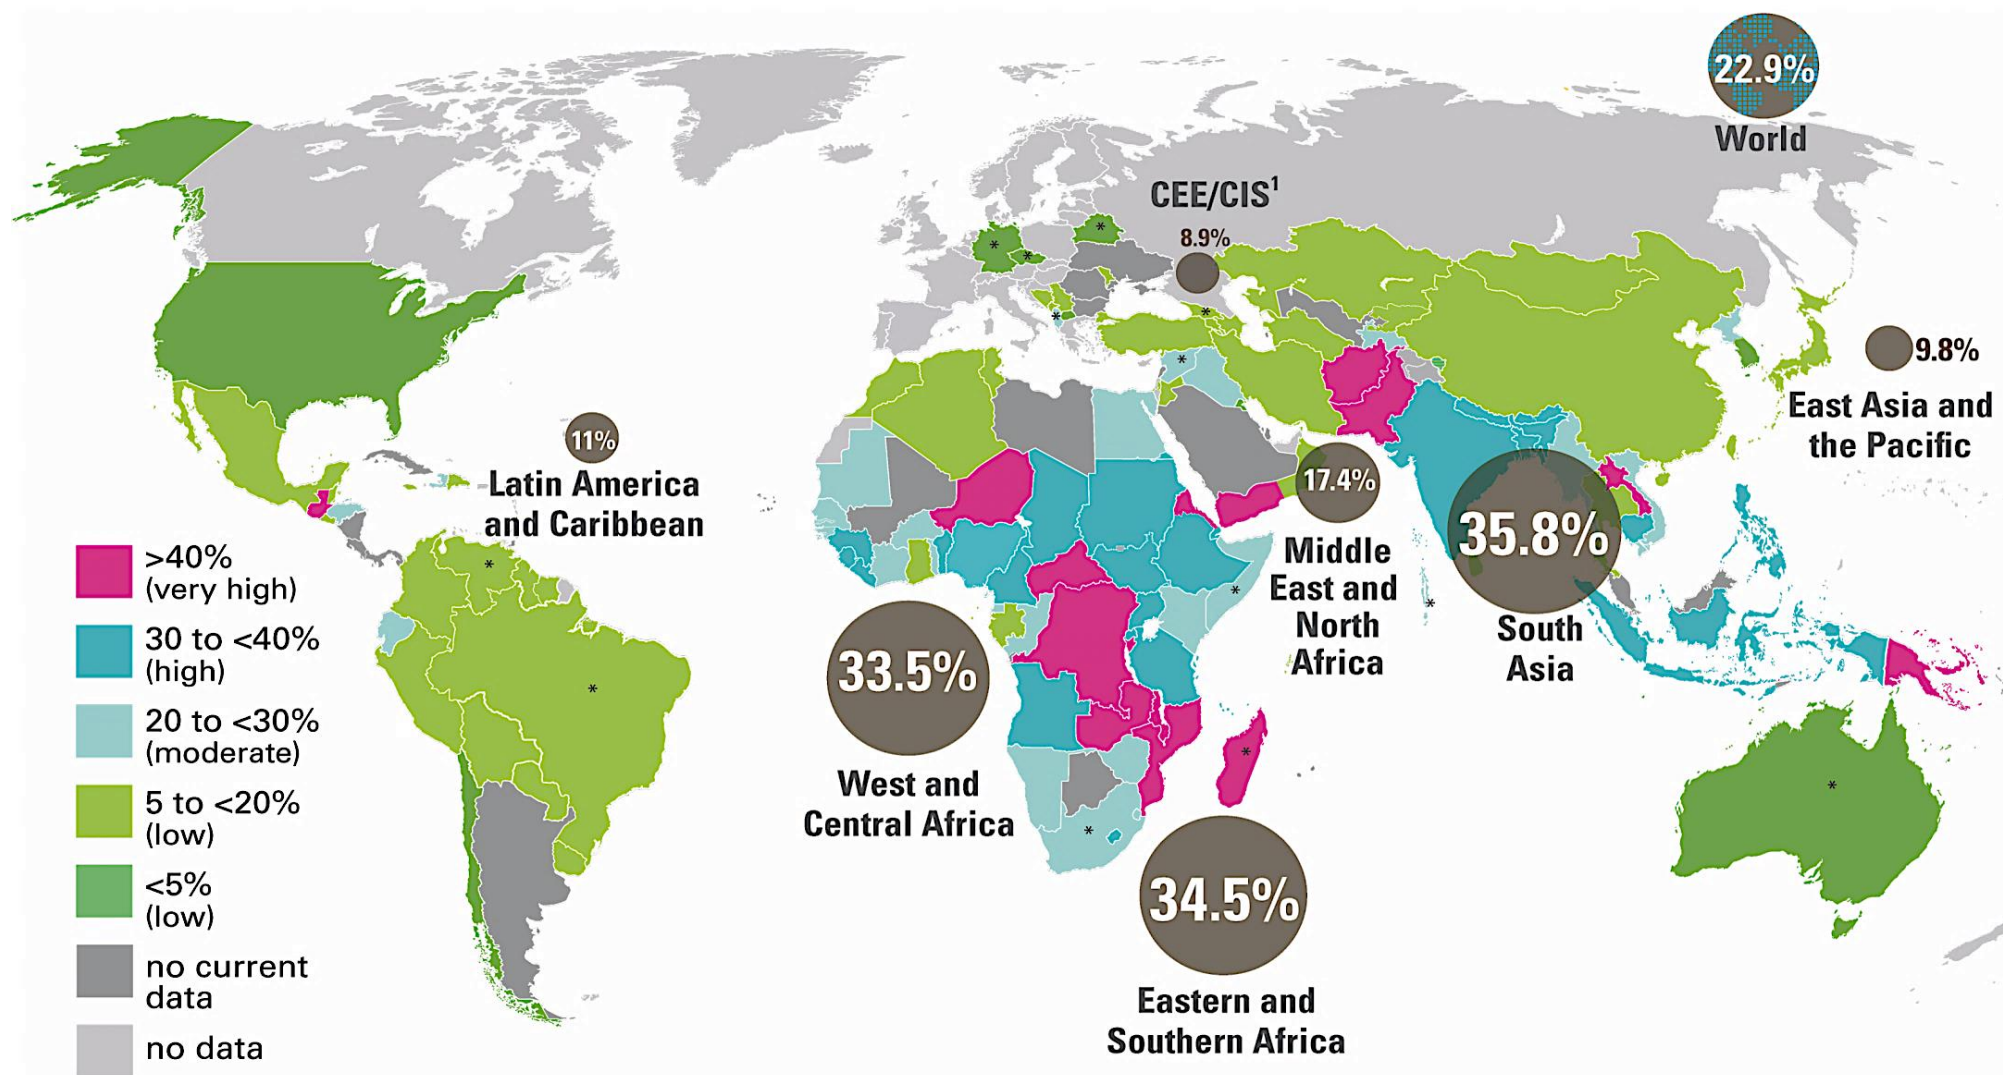 22.9%
World
CEE/CIS¹
8.9%
9.8%
East Asia and
the Pacific
11%
Latin America
and Caribbean
17.4%
Middle
East and
North
Africa
35.8%
South
Asia
33.5%
West and
Central Africa
34.5%
Eastern and
Southern Africa
>40%
(very high)
30 to <40%
(high)
20 to <30%
(moderate)
5 to <20%
(low)
<5%
(low)
no current
data
no data